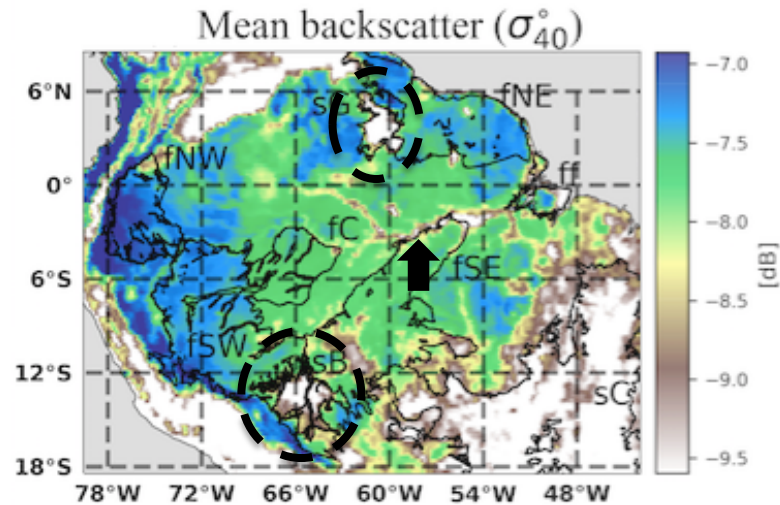 Mean backscatter (σ°40)
6°N
0°
6°S
12°S
18°S
78°W 72°W 66°W 60°W 54°W 48°W
sG
fNE
fNW
ff
fC
fSE
fSW
sB
sC
−7.0
−7.5
−8.0
−8.5
−9.0
−9.5
[dB]